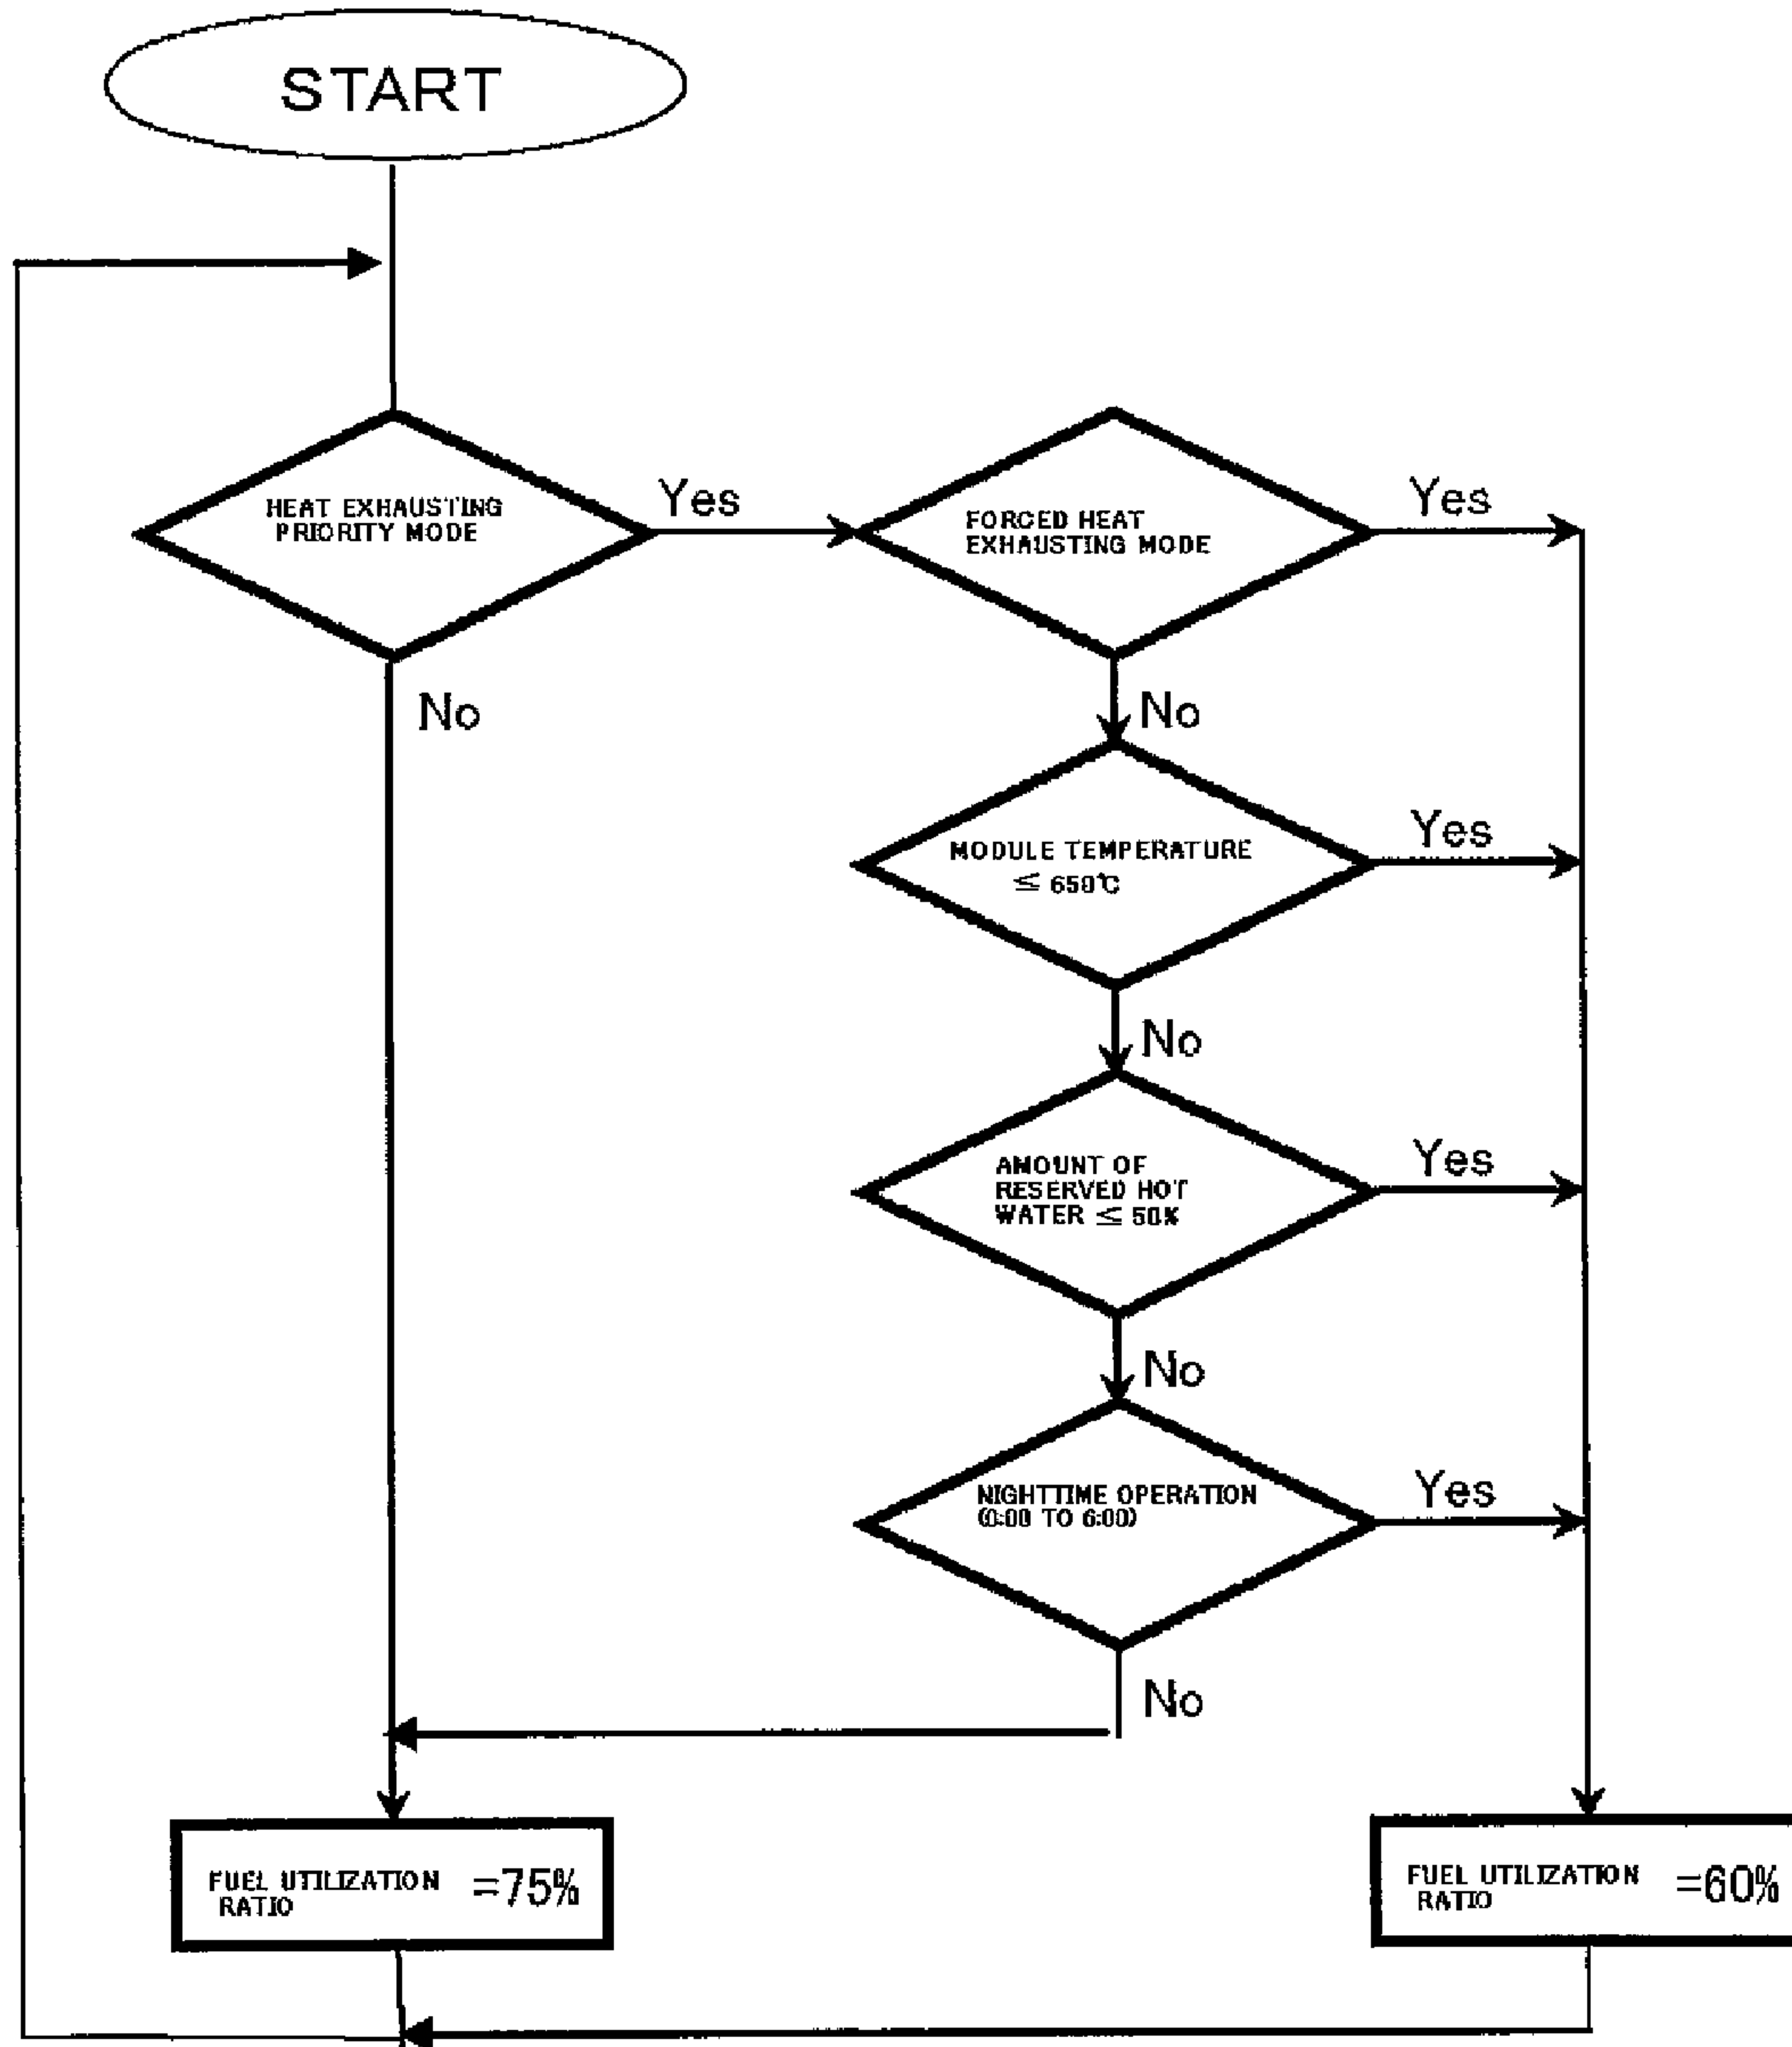 START
HEAT EXHAUSTING
PRIORITY MODE
Yes
FORCED HEAT
EXHAUSTING MODE
Yes
No
No
MODULE TEMPERATURE
≦ 650℃
Yes
No
AMOUNT OF
RESERVED HOT
WATER ≦ 50%
Yes
No
NIGHTTIME OPERATION
(0:00 TO 6:00)
Yes
No
FUEL UTILIZATION
RATIO =75%
FUEL UTILIZATION
RATIO =60%